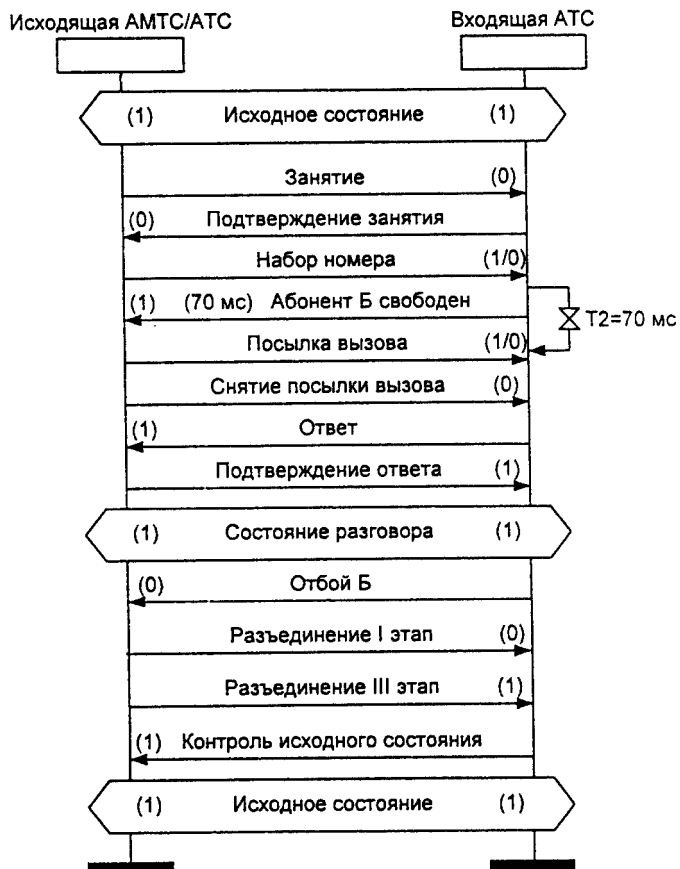 Исходящая АМТС/АТС Входящая АТС
(1) Исходное состояние (1)
Занятие (0)
(0) Подтверждение занятия
Набор номера (1/0)
(1) (70 мс) Абонент Б свободен
T2=70 мс
Посылка вызова (1/0)
Снятие посылки вызова (0)
(1) Ответ
Подтверждение ответа (1)
(1) Состояние разговора (1)
(0) Отбой Б
Разъединение I этап (0)
Разъединение III этап (1)
(1) Контроль исходного состояния
(1) Исходное состояние (1)